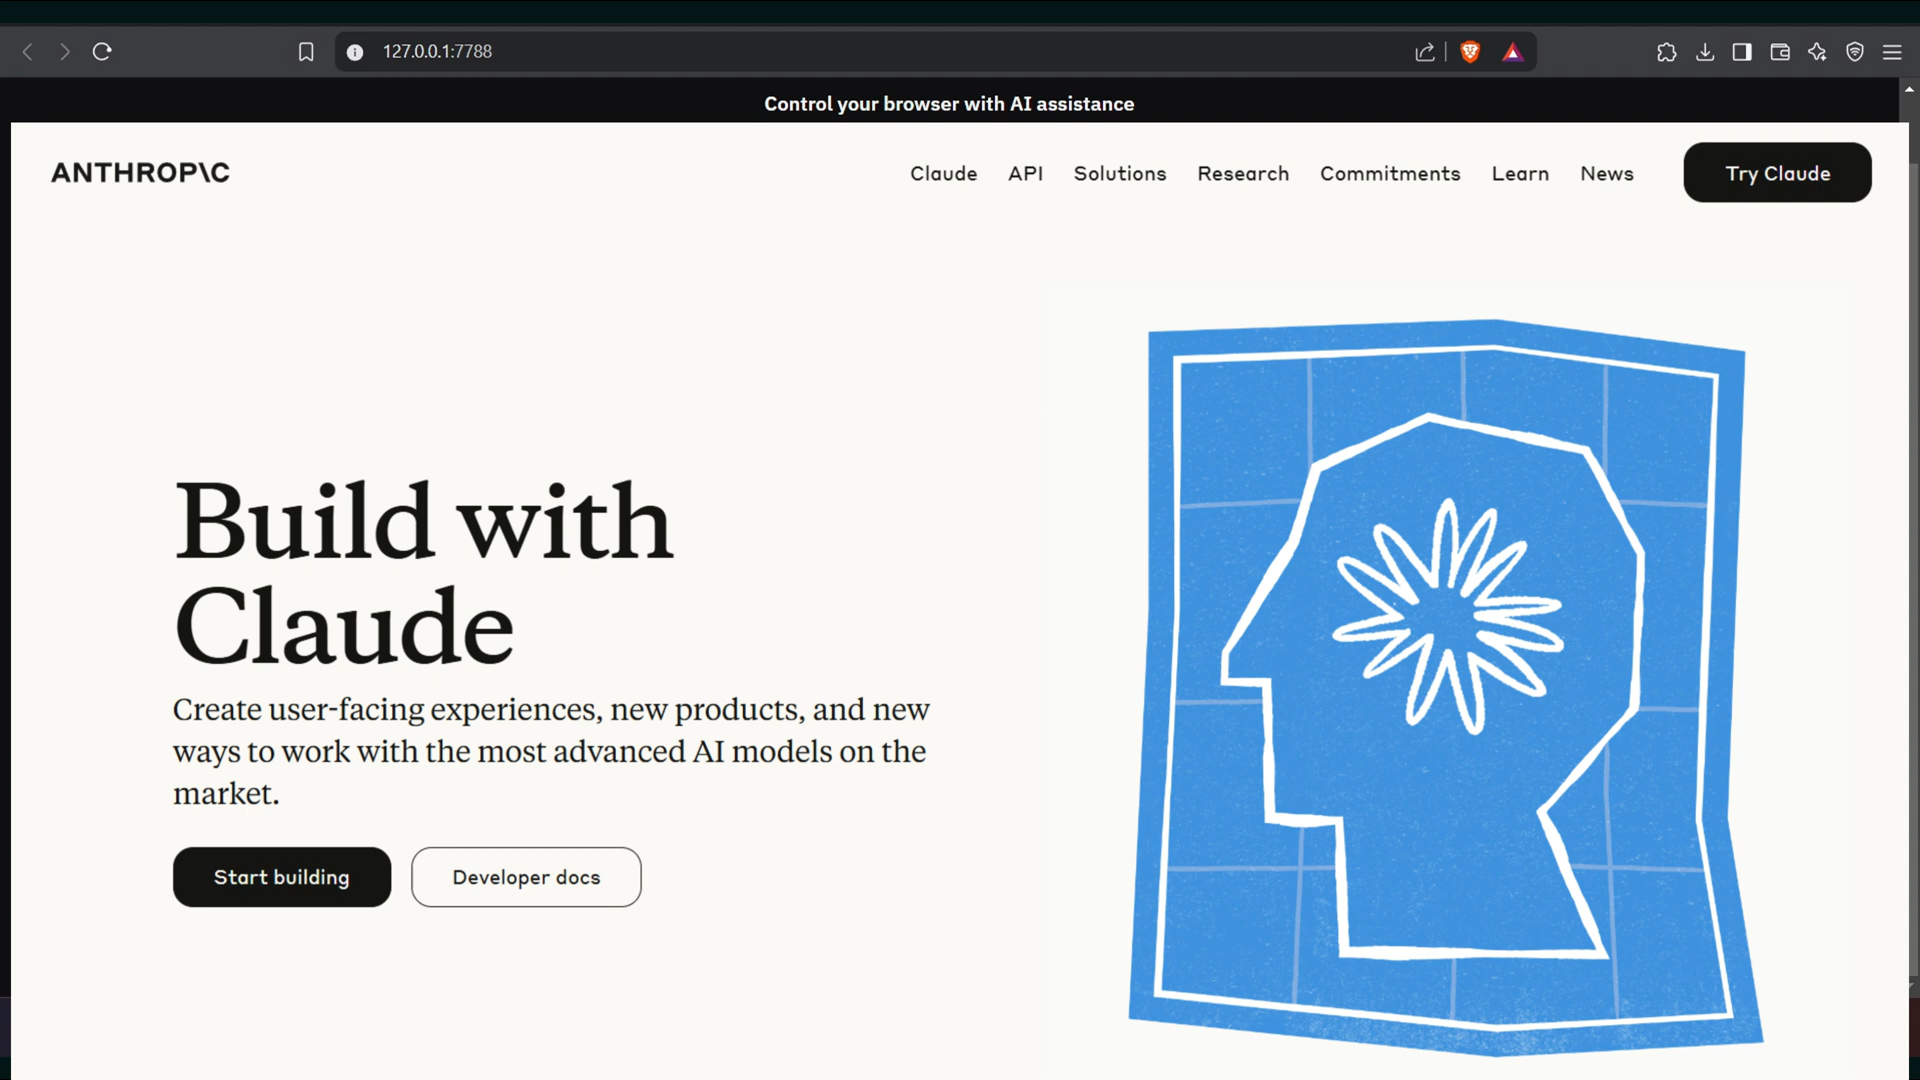 127.0.0.1:7788
Control your browser with AI assistance
ANTHROP\C
Claude API Solutions Research Commitments Learn News Try Claude
Build with
Claude
Create user-facing experiences, new products, and new
ways to work with the most advanced AI models on the
market.
Start building Developer docs